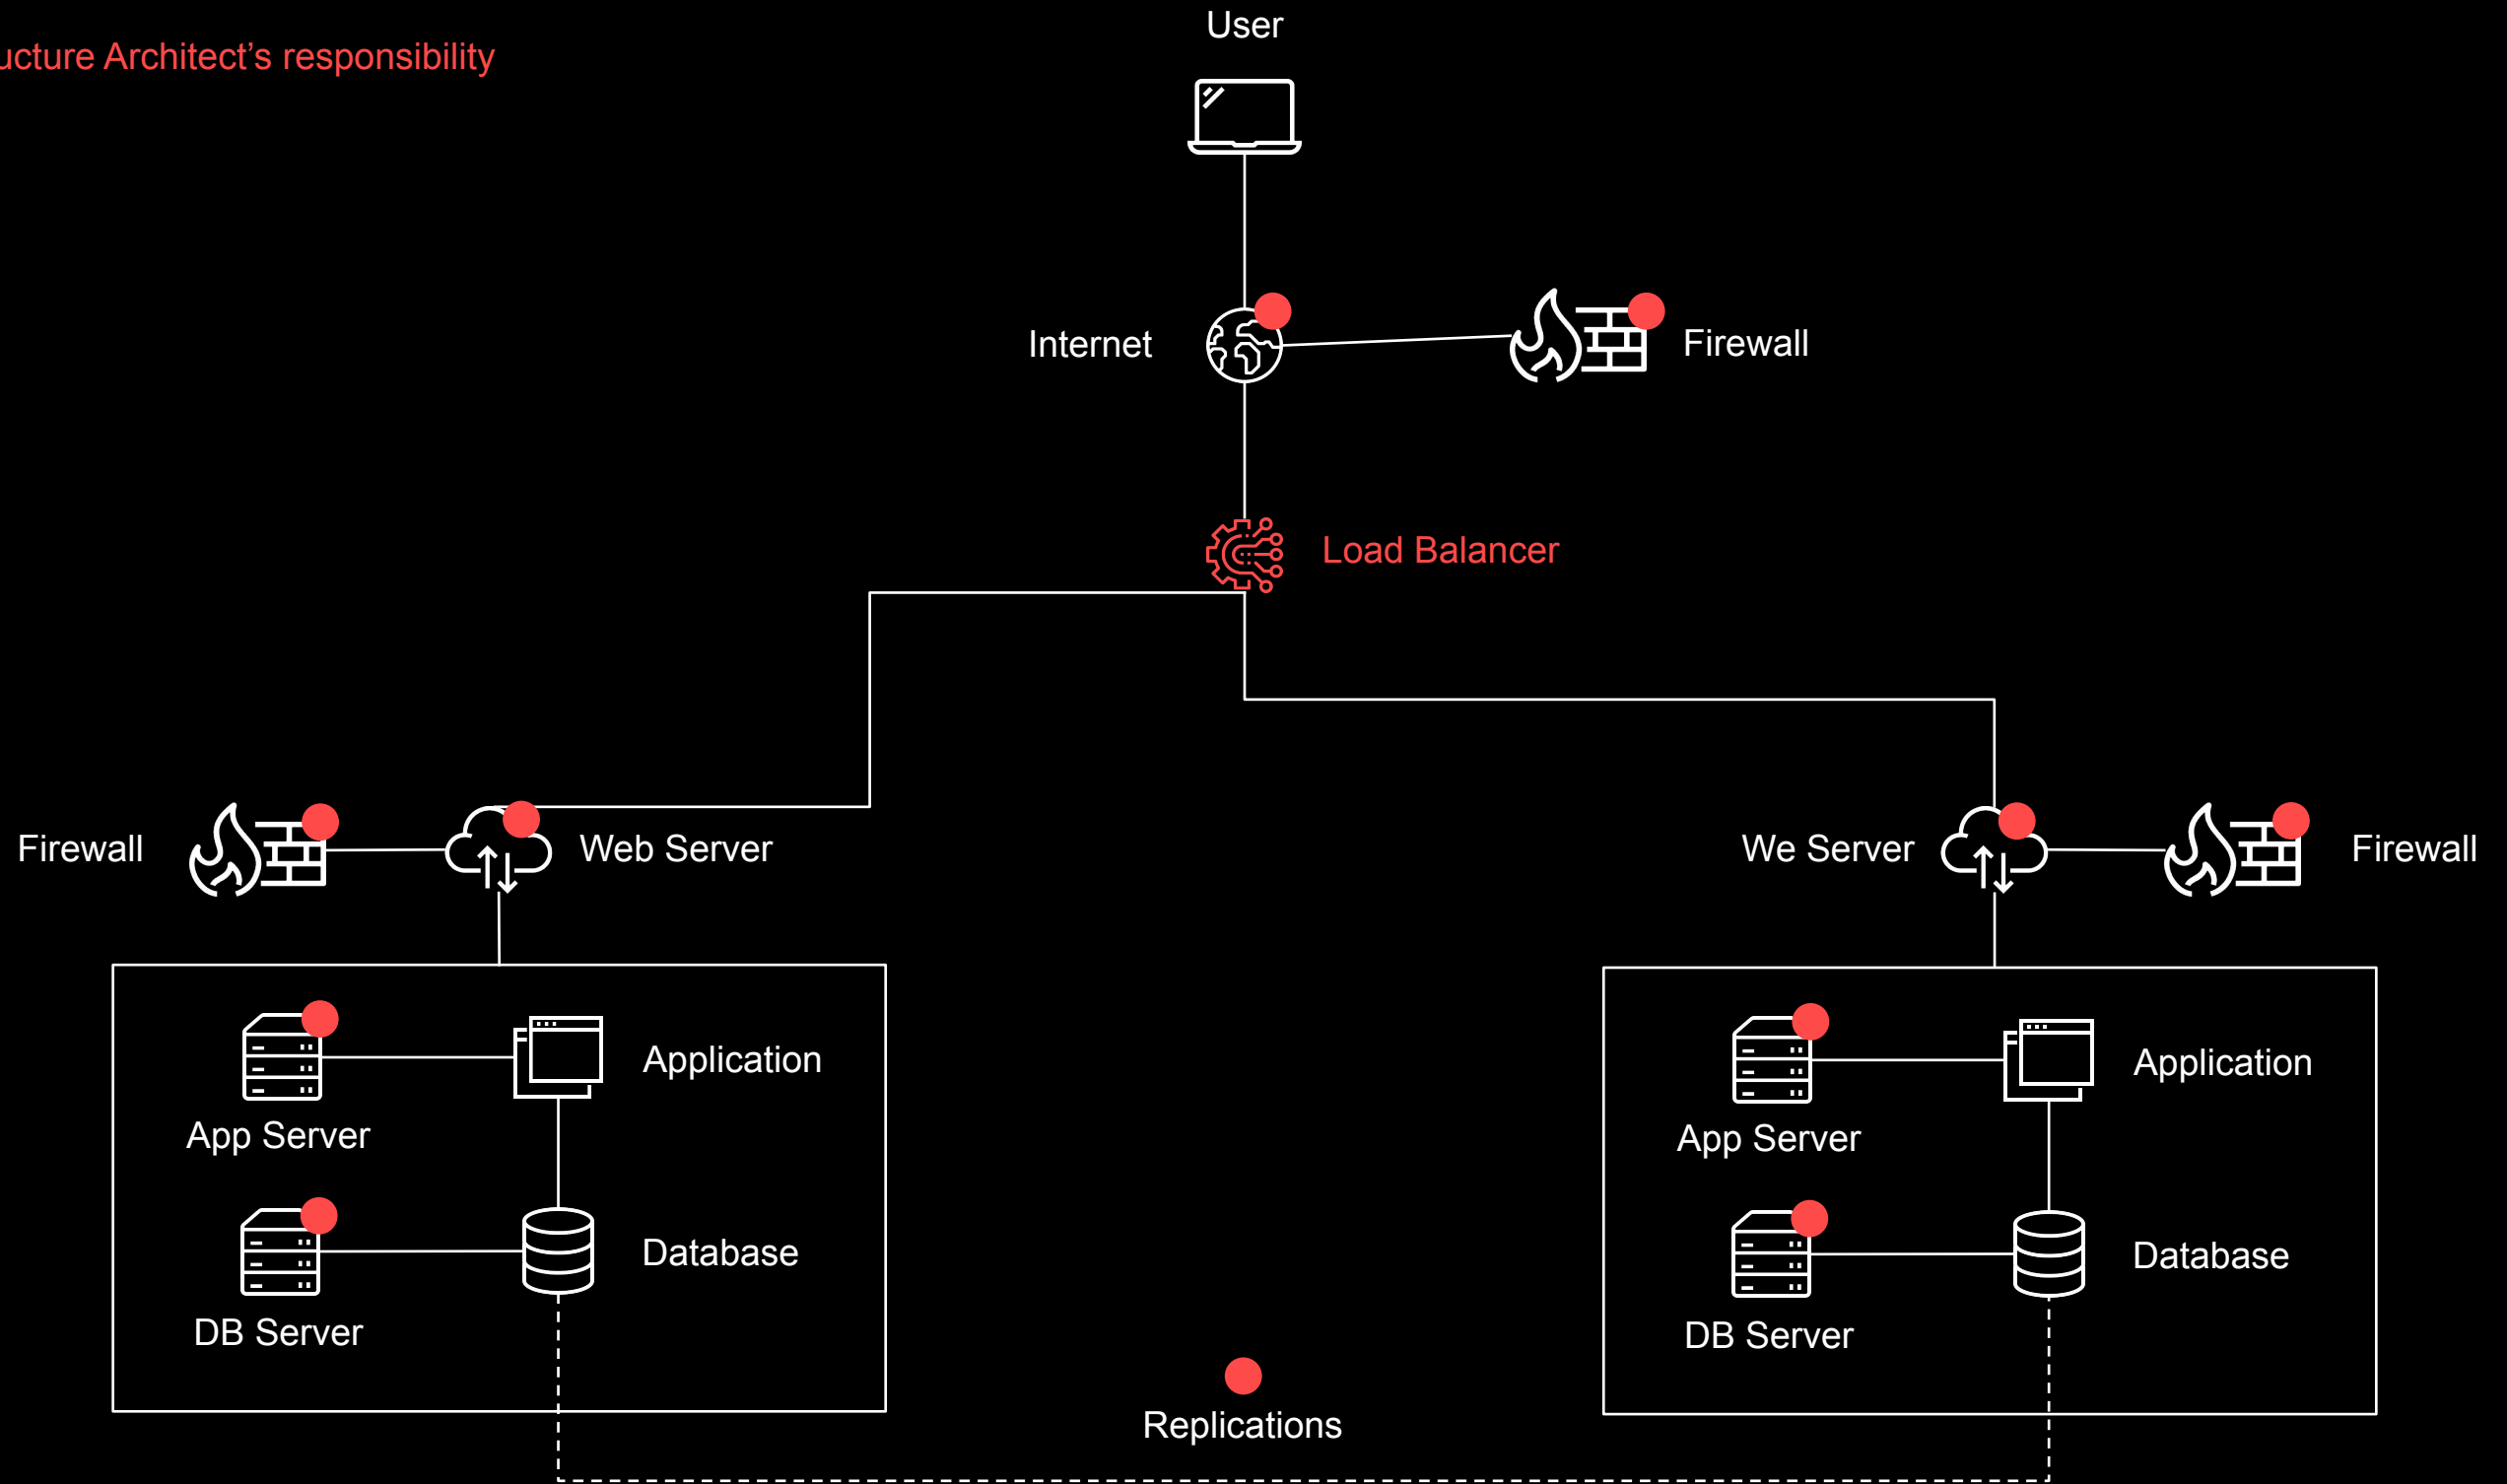 User
ucture Architect's responsibility
Internet
Firewall
Load Balancer
Firewall
Web Server
We Server
Firewall
Application
Application
App Server
App Server
Database
Database
DB Server
DB Server
Replications